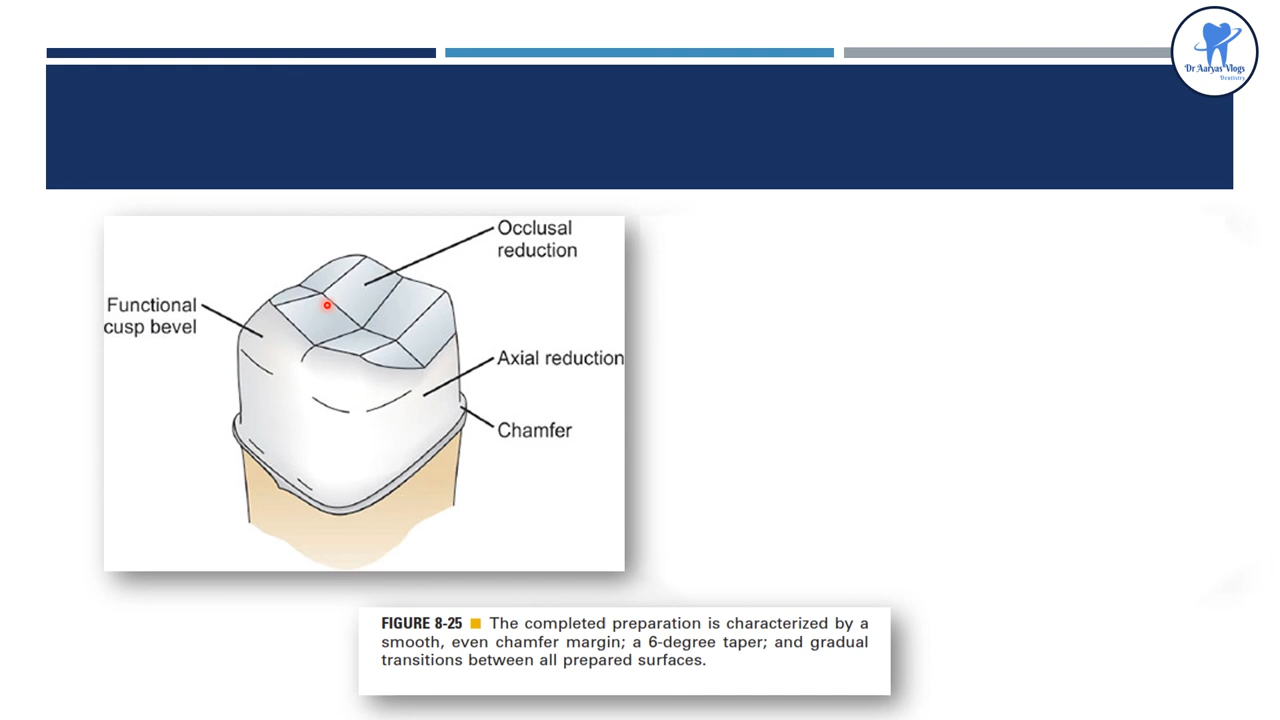 Dr Aaryas Vlogs
Dentistry
Occlusal
reduction
Functional
cusp bevel
Axial reduction
Chamfer
FIGURE 8-25 ■ The completed preparation is characterized by a
smooth, even chamfer margin; a 6-degree taper; and gradual
transitions between all prepared surfaces.